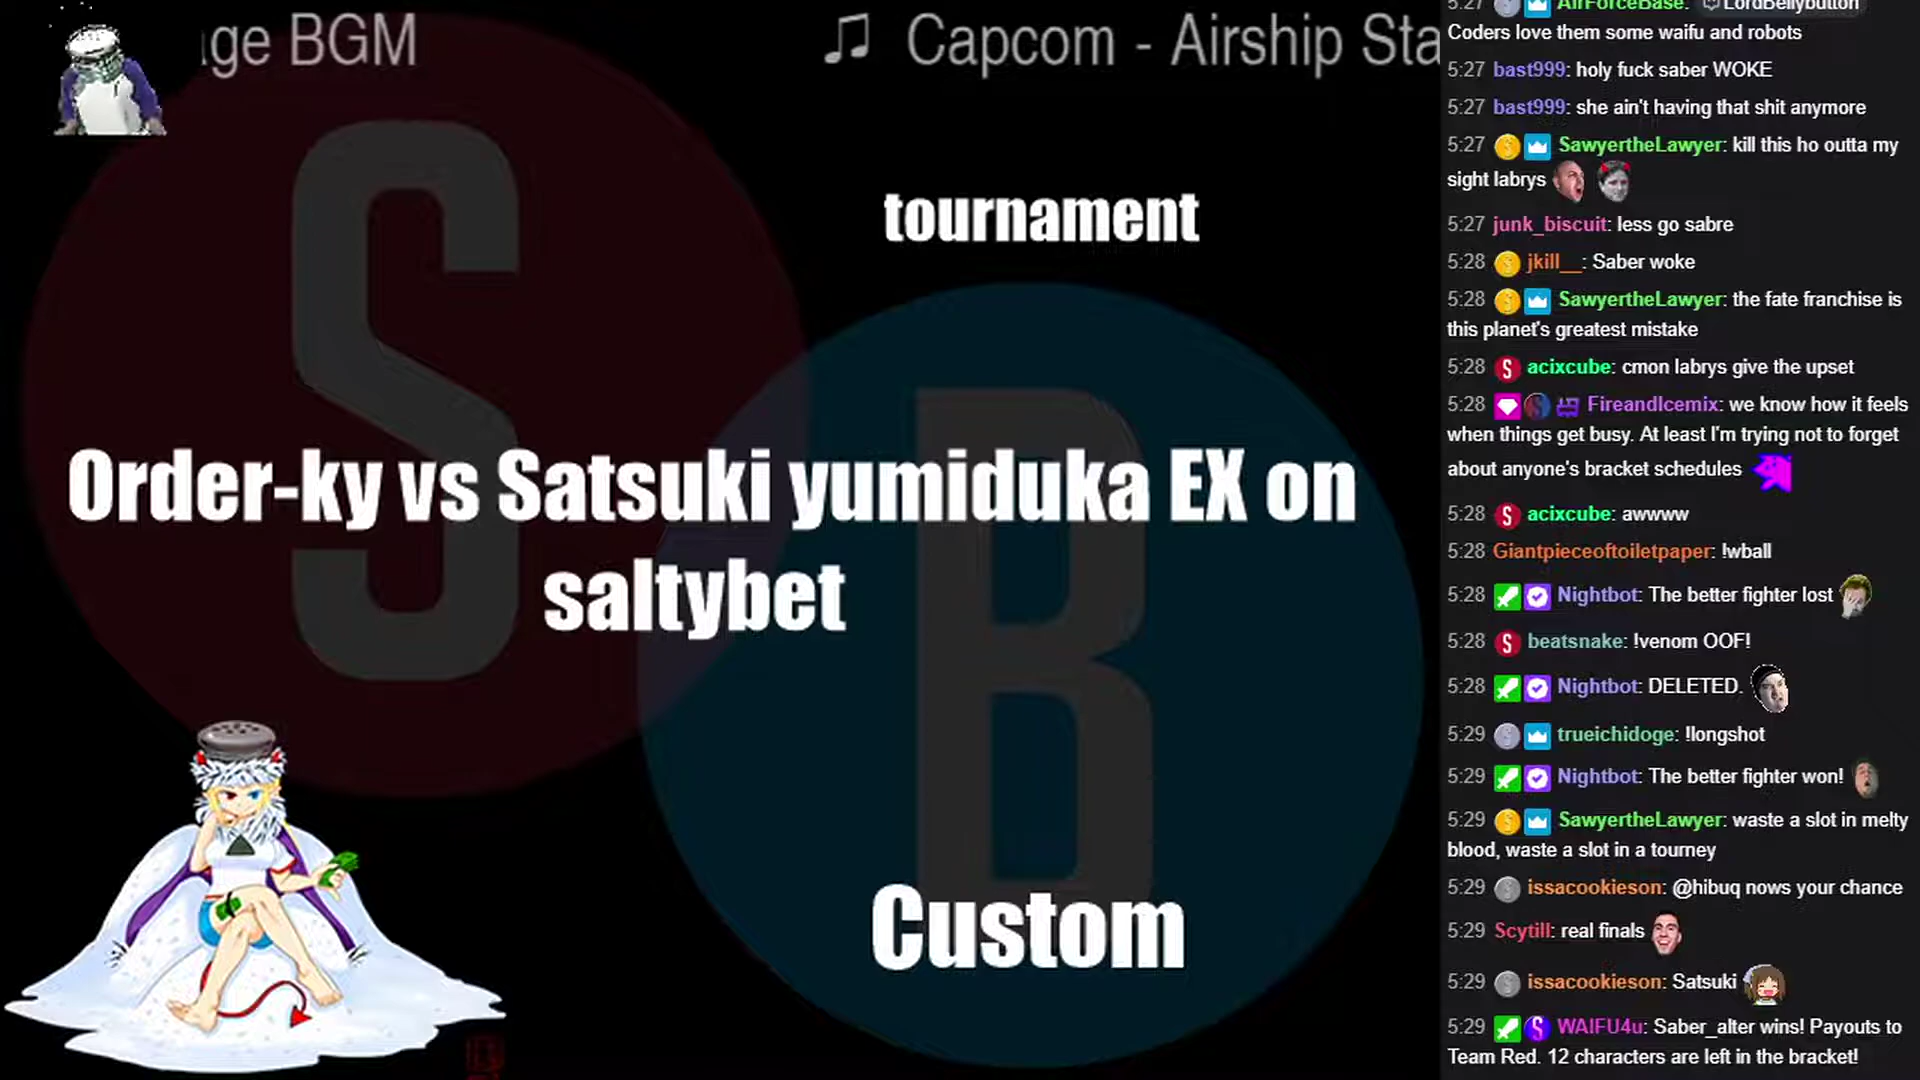 age BGM
♫ Capcom - Airship Sta
S
B
tournament
Order-ky vs Satsuki yumiduka EX on
saltybet
Custom
5:27 AirForceBase: LordBellybutton
Coders love them some waifu and robots
5:27 bast999: holy fuck saber WOKE
5:27 bast999: she ain't having that shit anymore
5:27 SawyertheLawyer: kill this ho outta my
sight labrys
5:27 junk_biscuit: less go sabre
5:28 jkill__: Saber woke
5:28 SawyertheLawyer: the fate franchise is
this planet's greatest mistake
5:28 acixcube: cmon labrys give the upset
5:28 FireandIcemix: we know how it feels
when things get busy. At least I'm trying not to forget
about anyone's bracket schedules
5:28 acixcube: awwww
5:28 Giantpieceoftoiletpaper: !wball
5:28 Nightbot: The better fighter lost
5:28 beatsnake: !venom OOF!
5:28 Nightbot: DELETED.
5:29 trueichidoge: !longshot
5:29 Nightbot: The better fighter won!
5:29 SawyertheLawyer: waste a slot in melty
blood, waste a slot in a tourney
5:29 issacookieson: @hibuq nows your chance
5:29 Scytill: real finals
5:29 issacookieson: Satsuki
5:29 WAIFU4u: Saber_alter wins! Payouts to
Team Red. 12 characters are left in the bracket!